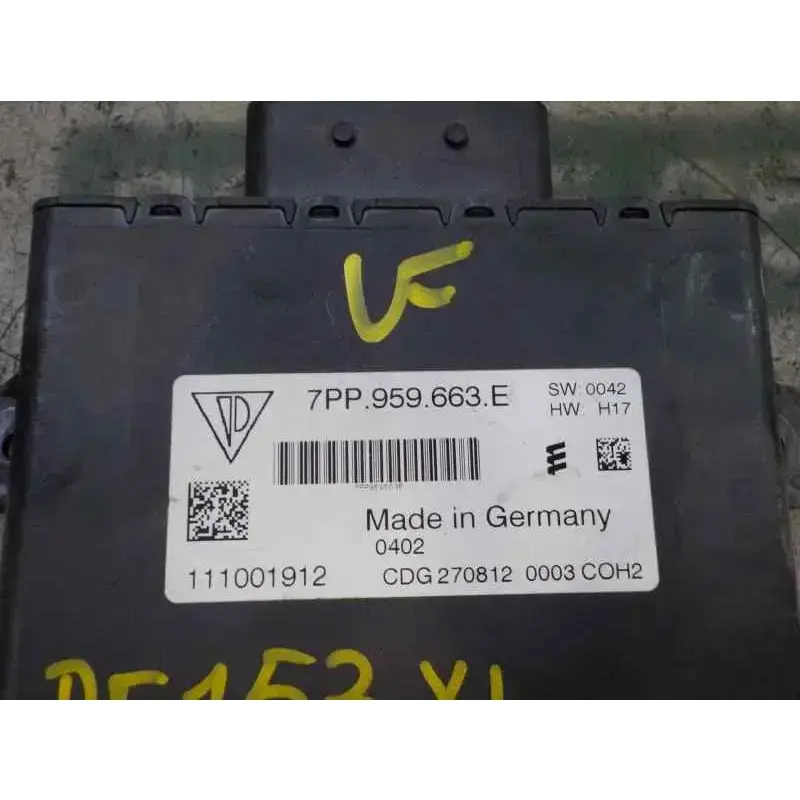 VF
7PP.959.663.E
SW: 0042
HW: H17
Made in Germany
0402
111001912
CDG 270812 0003 COH2